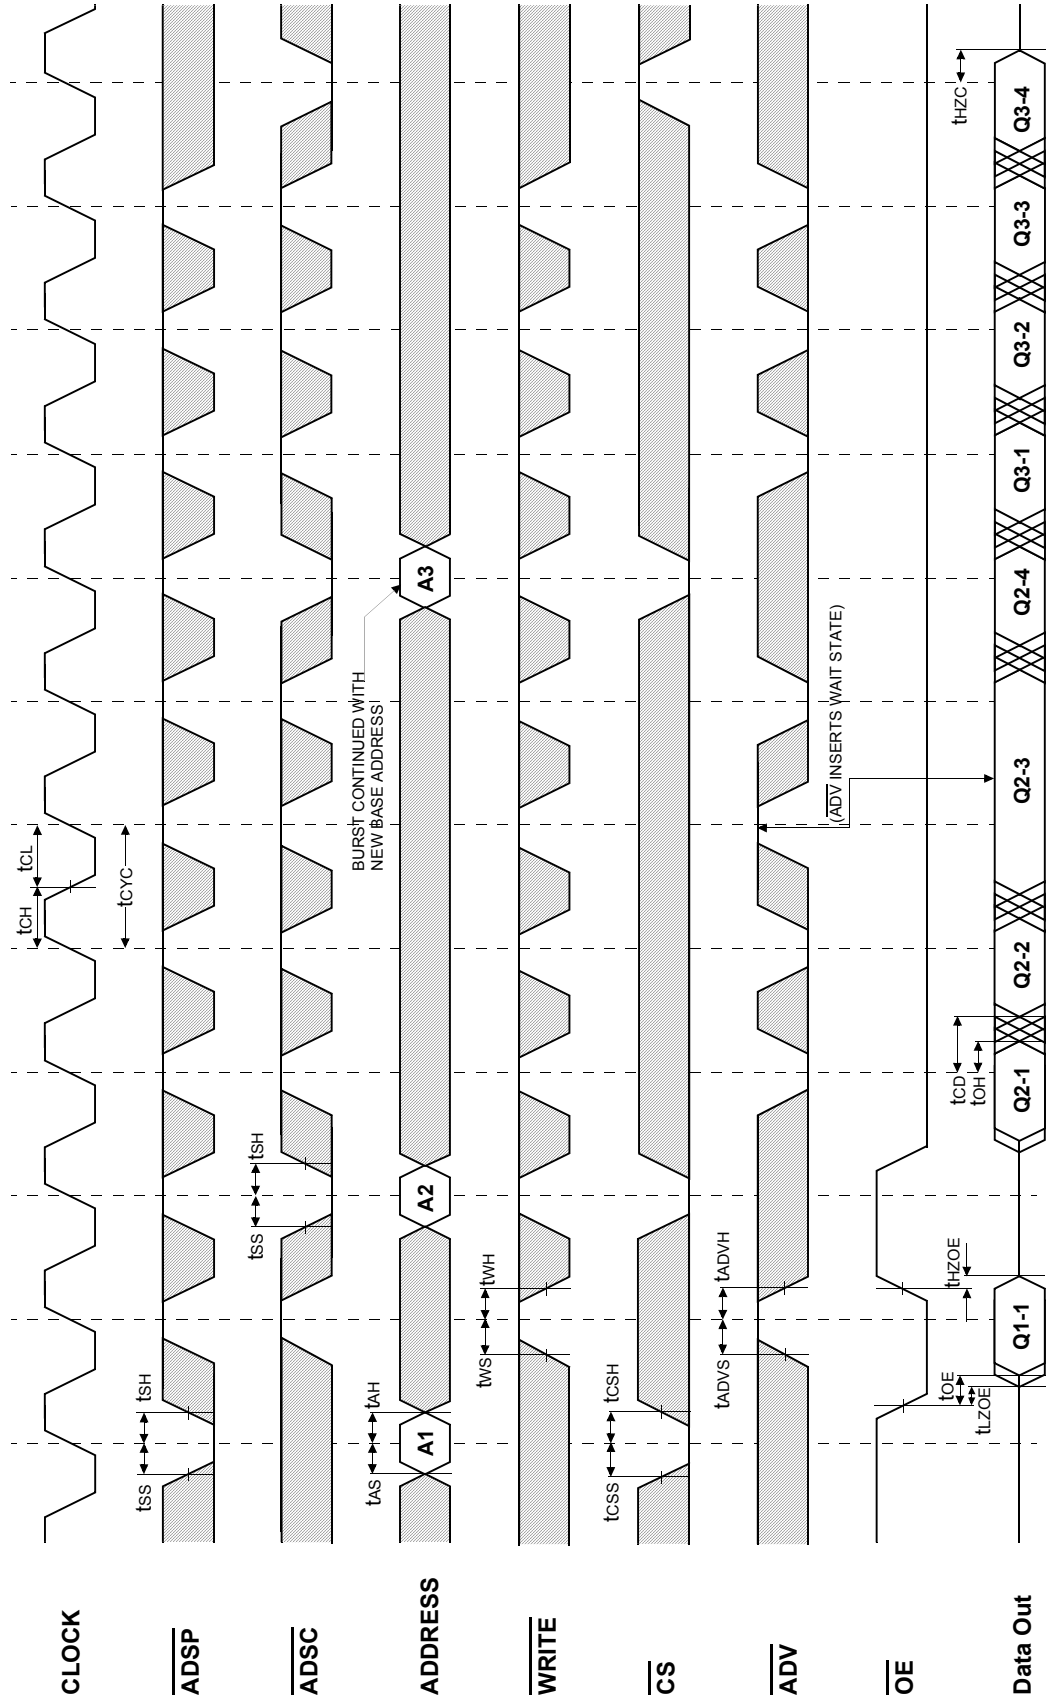 CLOCK
tCH
tCL
tCYC
ADSP
tSS
tSH
ADSC
tSS
tSH
ADDRESS
tAS
tAH
A1
A2
A3
BURST CONTINUED WITH
NEW BASE ADDRESS
WRITE
tWS
tWH
CS
tCSS
tCSH
ADV
tADVS
tADVH
(ADV INSERTS WAIT STATE)
OE
tOE
tLZOE
tHZOE
tCD
tOH
tHZC
Data Out
Q1-1
Q2-1
Q2-2
Q2-3
Q2-4
Q3-1
Q3-2
Q3-3
Q3-4